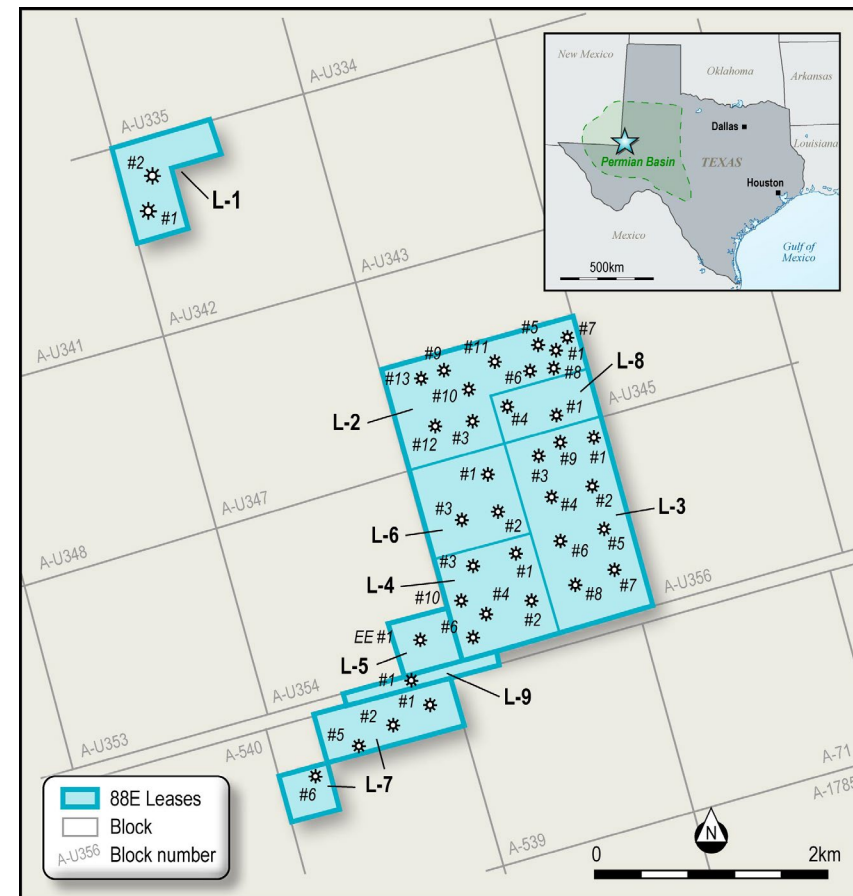 A-U334
A-U335
#2
#1
L-1
New Mexico
Oklahoma
Arkansas
Dallas
Louisiana
Permian Basin
TEXAS
Houston
Mexico
Gulf of
Mexico
500km
A-U343
A-U342
A-U341
#5
#7
#9
#11
#1
#13
#6
#8
L-8
#10
#4
#1
A-U345
L-2
#12
#3
#9
#1
#1
#3
A-U347
#2
#4
L-3
#3
#2
L-6
#5
A-U348
#6
#3
#1
L-4
#7
A-U356
#10
#4
#8
#2
EE #1
#6
L-5
#1
L-9
A-U354
#1
A-U353
#2
A-540
#5
L-7
#6
A-71
A-1785
A-539
88E Leases
Block
A-U356
Block number
N
0
2km